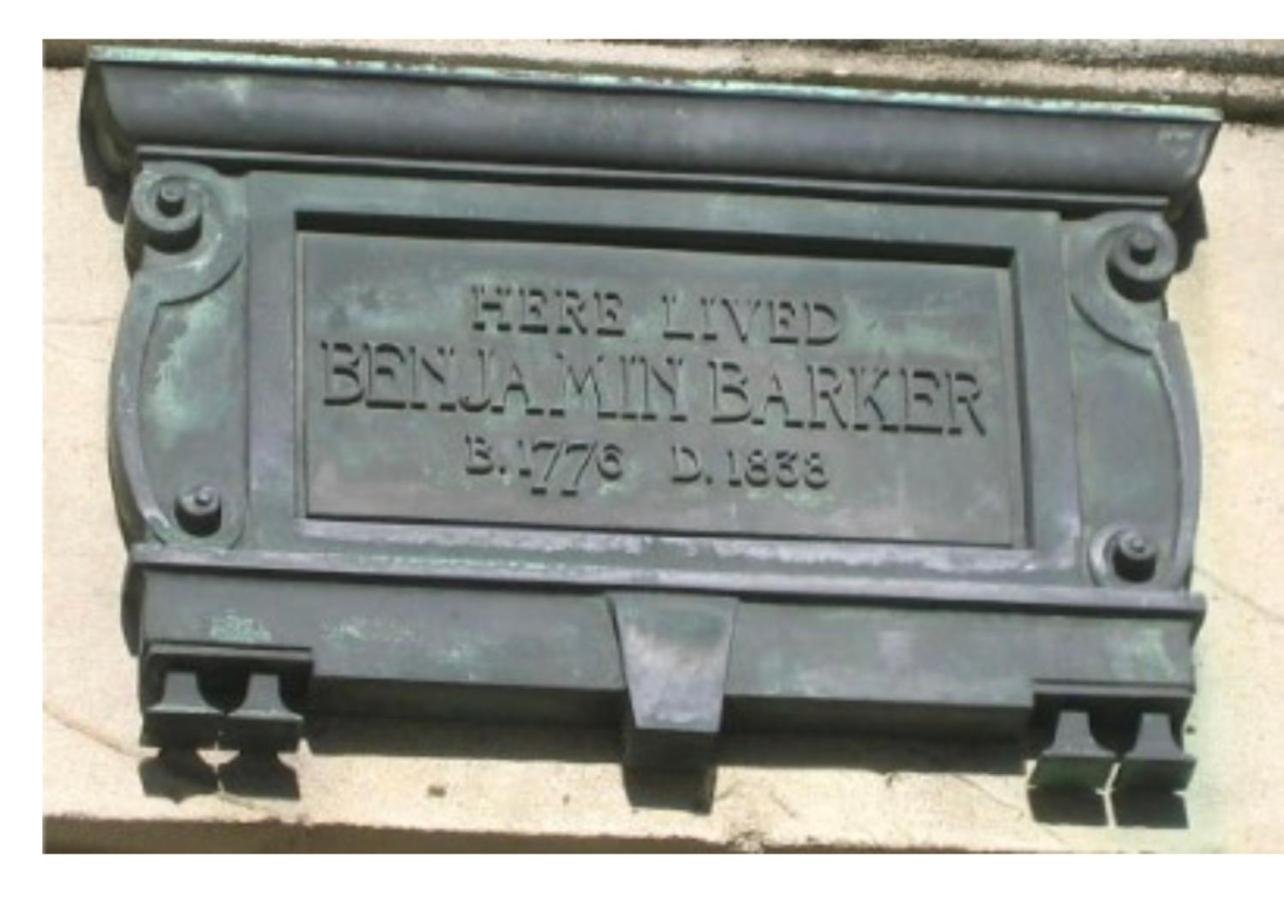 HERE LIVED
BENJAMIN BARKER
B. 1776 D. 1838